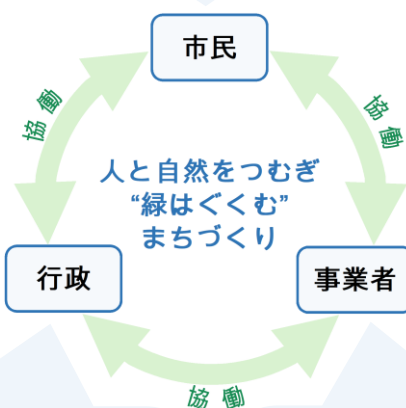 市民
協働
協働
人と自然をつむぎ
“緑はぐくむ”
まちづくり
行政
事業者
協働